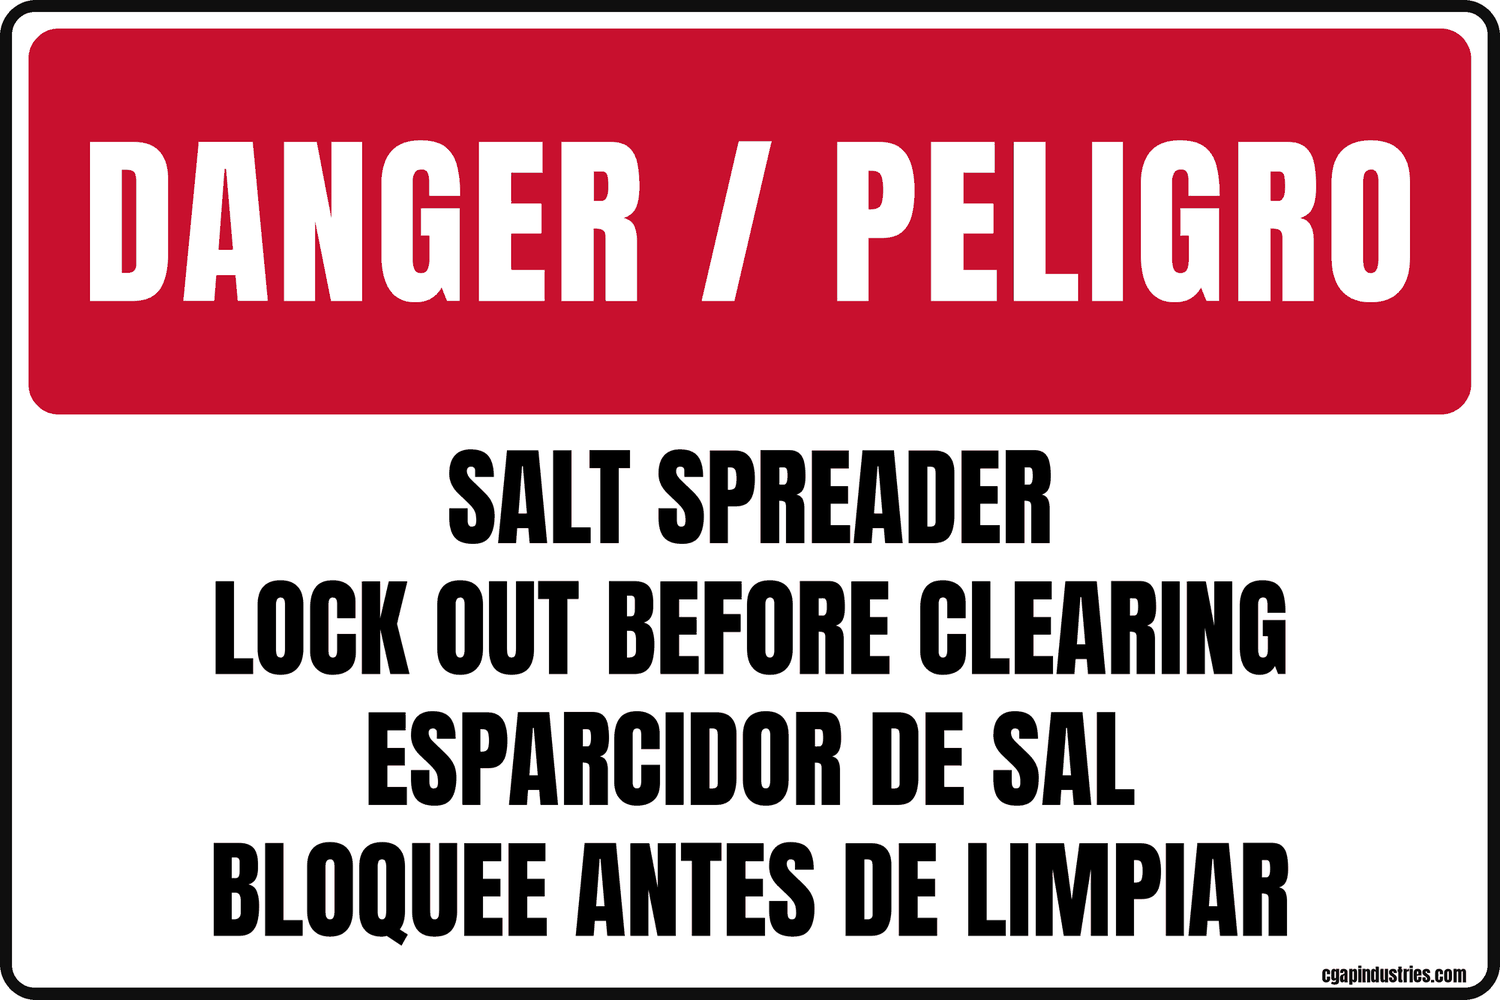 DANGER / PELIGRO
SALT SPREADER
LOCK OUT BEFORE CLEARING
ESPARCIDOR DE SAL
BLOQUEE ANTES DE LIMPIAR
cgapindustries.com